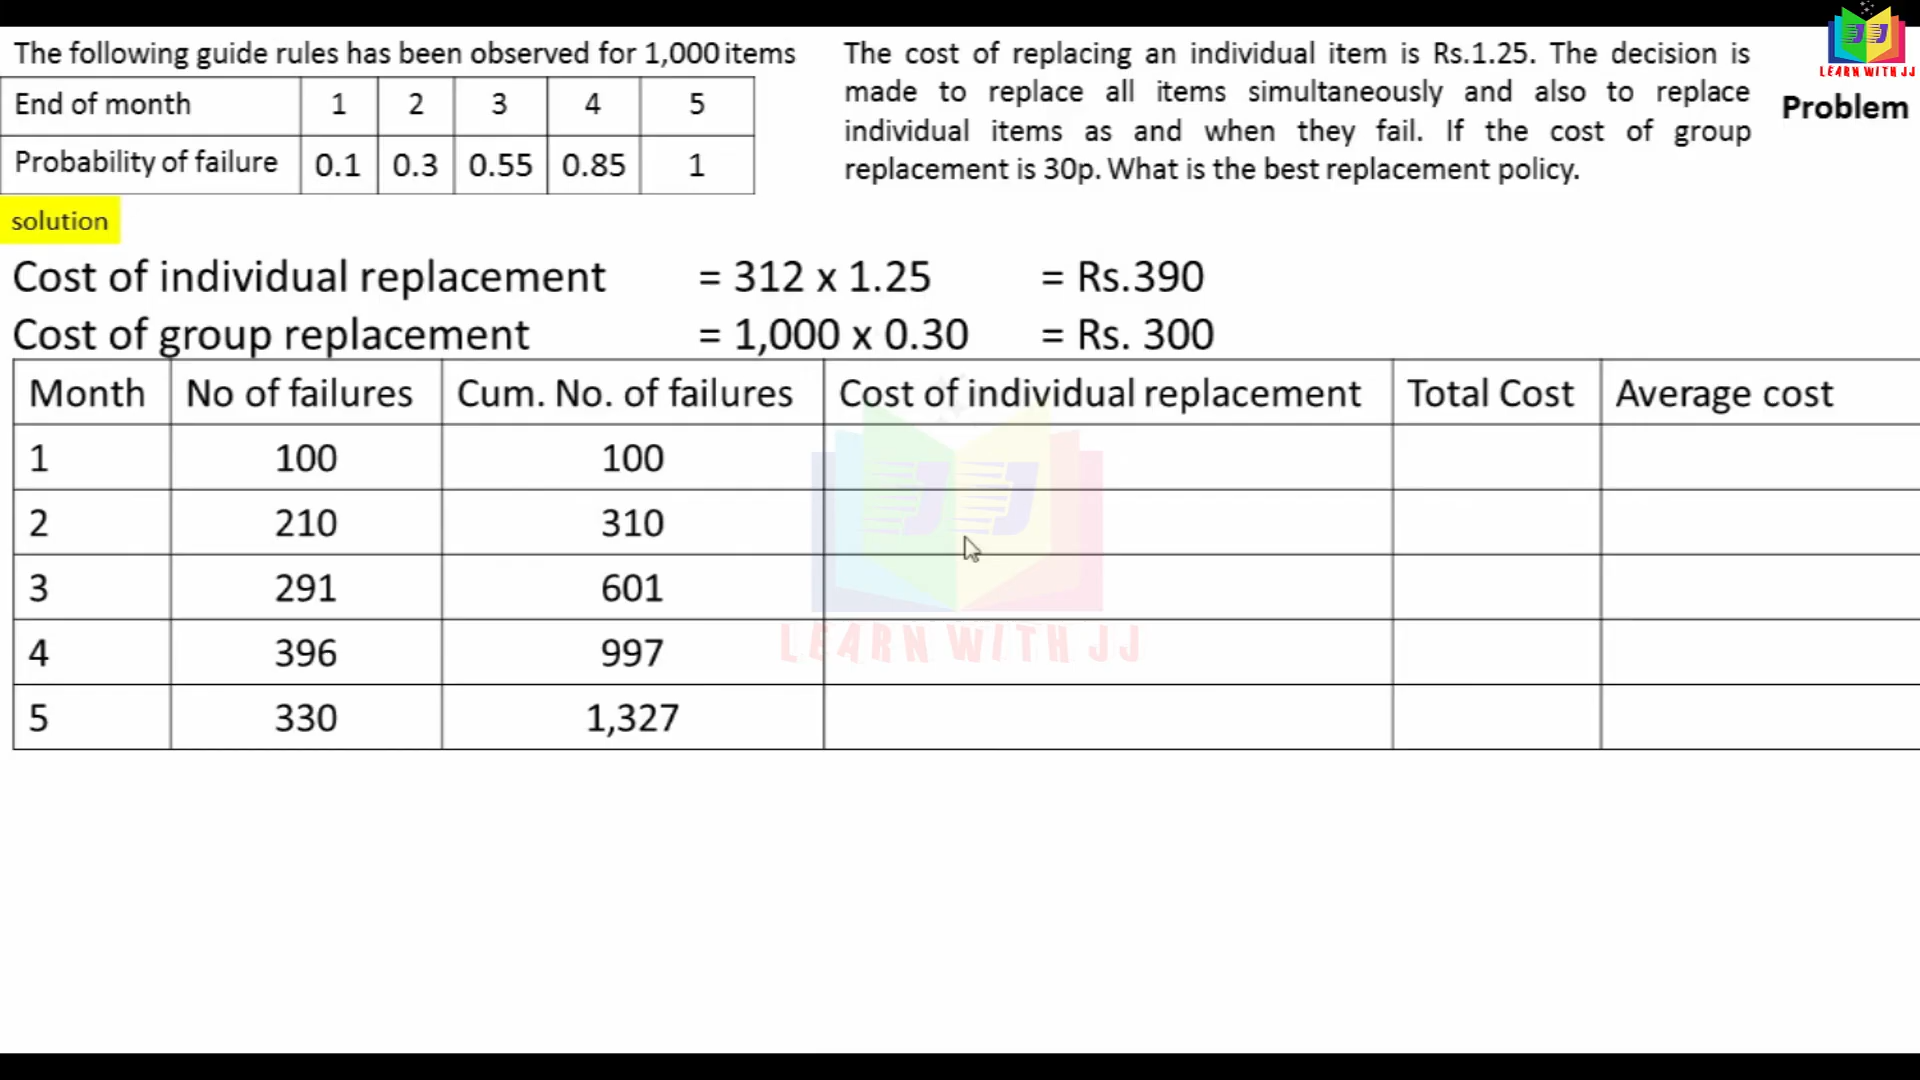 The following guide rules has been observed for 1,000 items
End of month 1 2 3 4 5
Probability of failure 0.1 0.3 0.55 0.85 1
The cost of replacing an individual item is Rs.1.25. The decision is
made to replace all items simultaneously and also to replace
individual items as and when they fail. If the cost of group
replacement is 30p. What is the best replacement policy.
LEARN WITH JJ
Problem
solution
Cost of individual replacement = 312 x 1.25 = Rs.390
Cost of group replacement = 1,000 x 0.30 = Rs. 300
Month No of failures Cum. No. of failures Cost of individual replacement Total Cost Average cost
1 100 100
2 210 310
3 291 601
4 396 997
5 330 1,327
JJ
LEARN WITH JJ